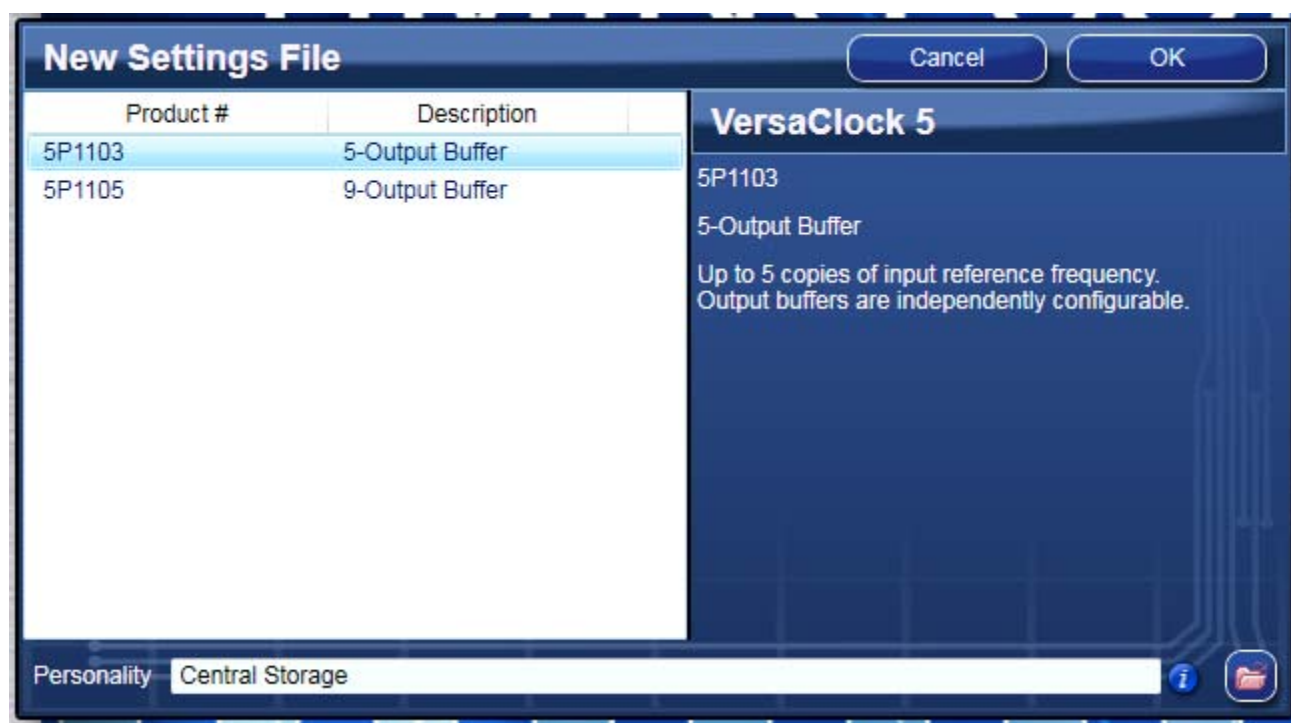 New Settings File
Cancel
OK
Product # Description
5P1103 5-Output Buffer
5P1105 9-Output Buffer
VersaClock 5
5P1103
5-Output Buffer
Up to 5 copies of input reference frequency.
Output buffers are independently configurable.
Personality Central Storage
i